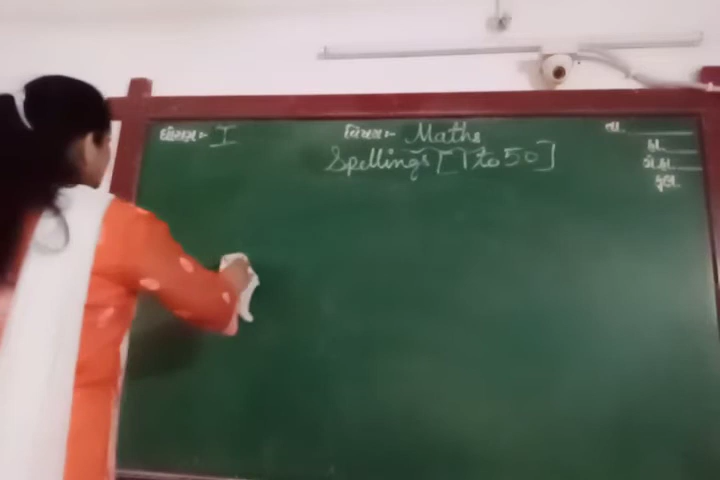 ધોરણ:- I વિષય:- Maths તા.
Spellings [1 to 50] હા.
ગે.હા.
કુલ